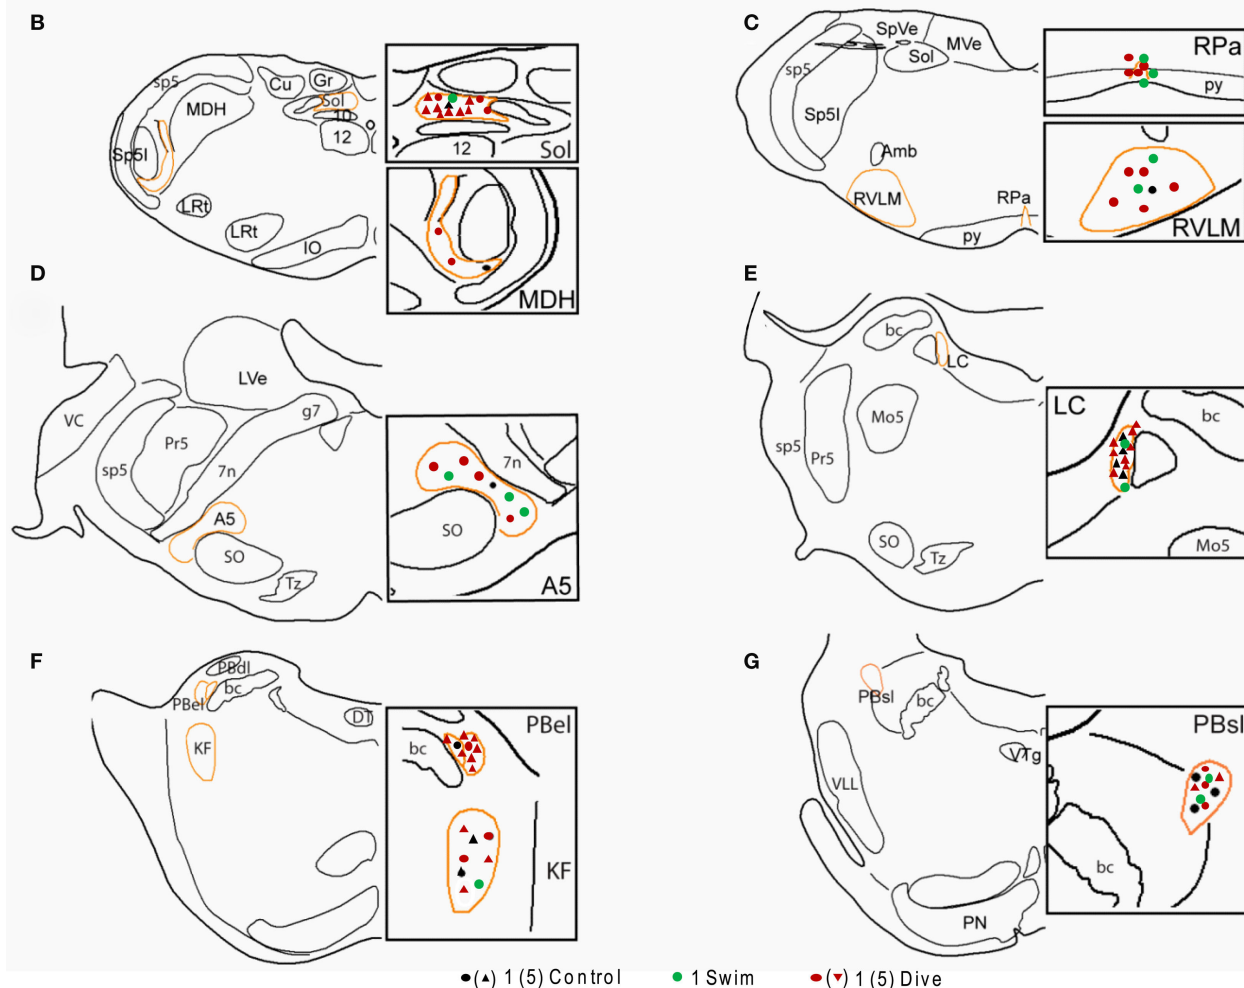 B
sp5
Cu
Gr
Sol
MDH
10
12
Sp5I
LRt
LRt
IO
12
Sol
MDH
C
SpVe
MVe
Sol
sp5
Sp5I
Amb
RVLM
RPa
py
RPa
py
RVLM
D
LVe
VC
g7
Pr5
sp5
7n
A5
SO
Tz
7n
SO
A5
E
bc
LC
Mo5
sp5
Pr5
SO
Tz
LC
bc
Mo5
F
PBdl
bc
PBel
DT
KF
PBel
bc
KF
G
PBsl
bc
VTg
VLL
PN
PBsl
bc
( ) 1 (5) Control 1 Swim ( ) 1 (5) Dive